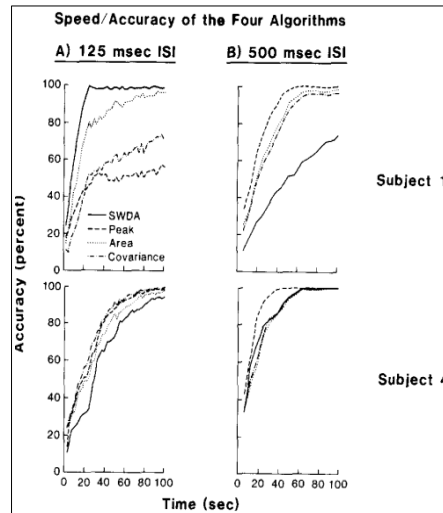 Speed/Accuracy of the Four Algorithms
A) 125 msec ISI
B) 500 msec ISI
100
80
60
40
20
0
SWDA
Peak
Area
Covariance
Subject 1
Accuracy (percent)
100
80
60
40
20
0
0 20 40 60 80 100
0 20 40 60 80 100
Subject 4
Time (sec)